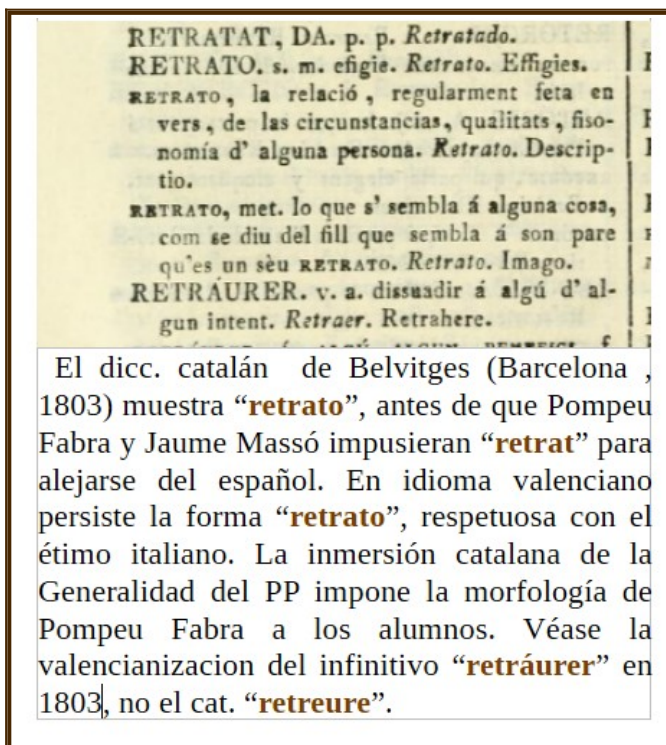 RETRATAT, DA. p. p. Retratado.
RETRATO. s. m. efigie. Retrato. Effigies.
RETRATO, la relació, regularment feta en
vers, de las circunstancias, qualitats, fiso-
nomía d' alguna persona. Retrato. Descrip-
tio.
RETRATO, met. lo que s' sembla á alguna cosa,
com se diu del fill que sembla á son pare
qu'es un sèu RETRATO. Retrato. Imago.
RETRÁURER. v. a. dissuadir á algú d' al-
gun intent. Retraer. Retrahere.
El dicc. catalán de Belvitges (Barcelona ,
1803) muestra “retrato”, antes de que Pompeu
Fabra y Jaume Massó impusieran “retrat” para
alejarse del español. En idioma valenciano
persiste la forma “retrato”, respetuosa con el
étimo italiano. La inmersión catalana de la
Generalidad del PP impone la morfología de
Pompeu Fabra a los alumnos. Véase la
valencianizacion del infinitivo “retráurer” en
1803, no el cat. “retreure”.